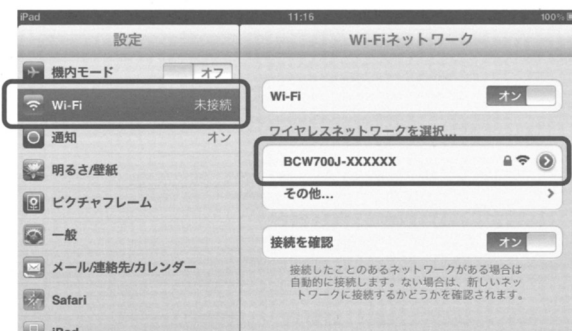 iPad
11:16
100%
設定
Wi-Fiネットワーク
機内モード
オフ
Wi-Fi
未接続
通知
オン
明るさ/壁紙
ピクチャフレーム
一般
メール/連絡先/カレンダー
Safari
iPod
Wi-Fi
オン
ワイヤレスネットワークを選択...
BCW700J-XXXXXX
その他...
接続を確認
オン
接続したことのあるネットワークがある場合は
自動的に接続します。ない場合は、新しいネッ
トワークに接続するかどうかを確認されます。